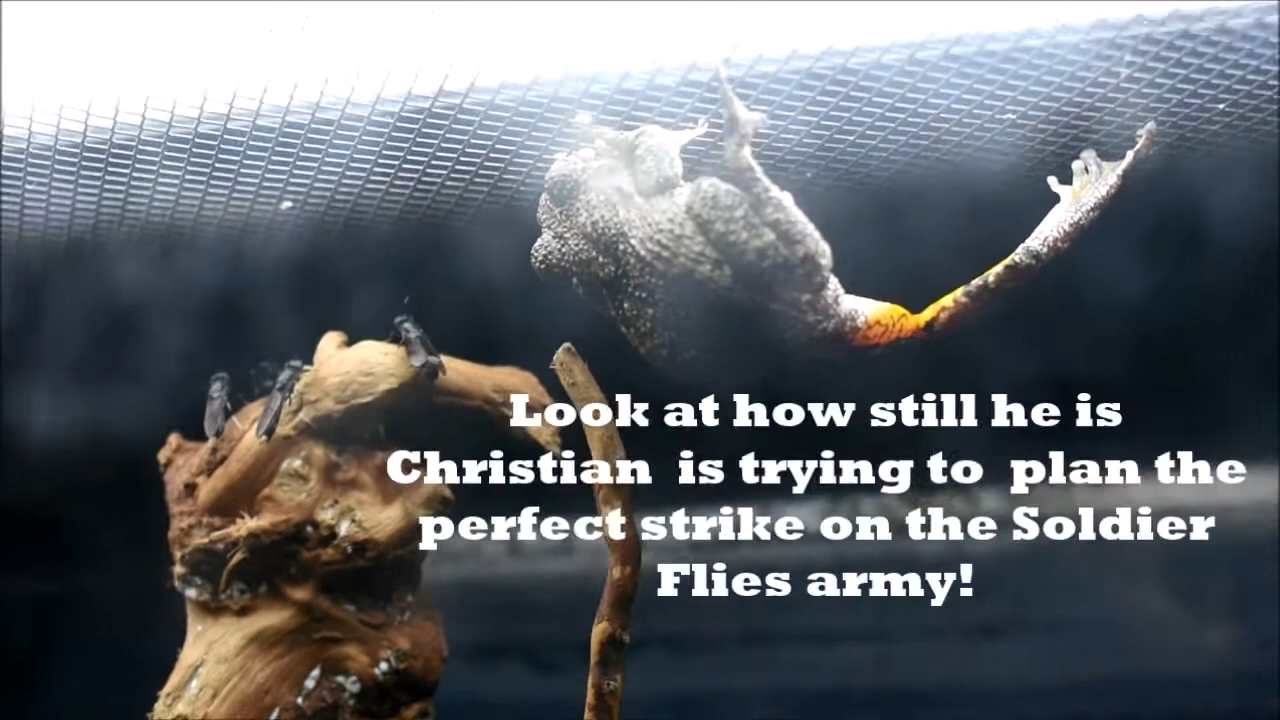 Look at how still he is
Christian is trying to plan the
perfect strike on the Soldier
Flies army!